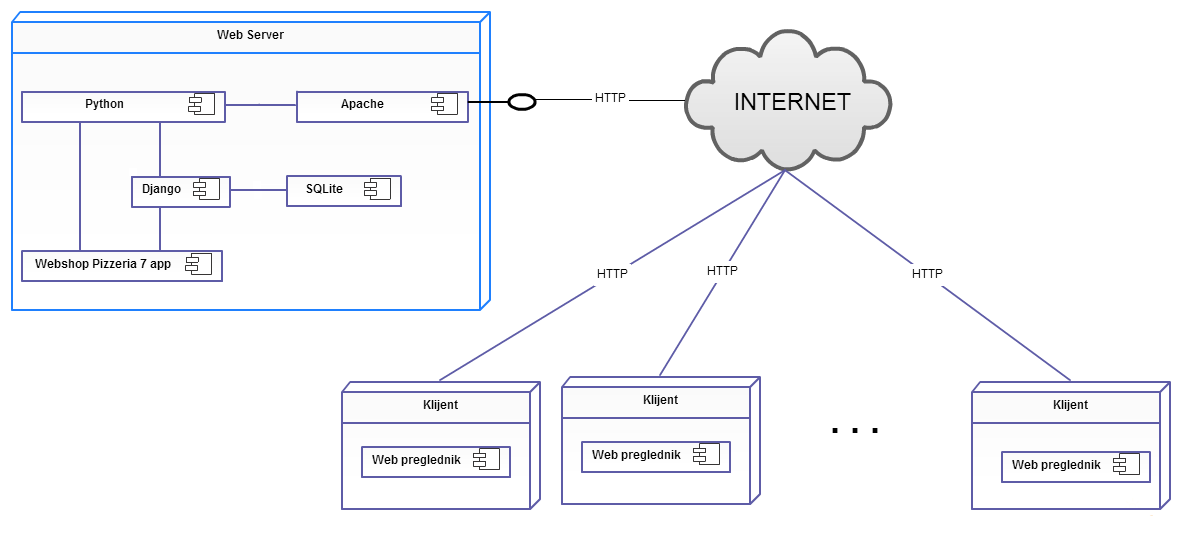 Web Server
Python
Apache
HTTP
INTERNET
Django
SQLite
Webshop Pizzeria 7 app
HTTP
HTTP
HTTP
Klijent
Web preglednik
Klijent
Web preglednik
. . .
Klijent
Web preglednik